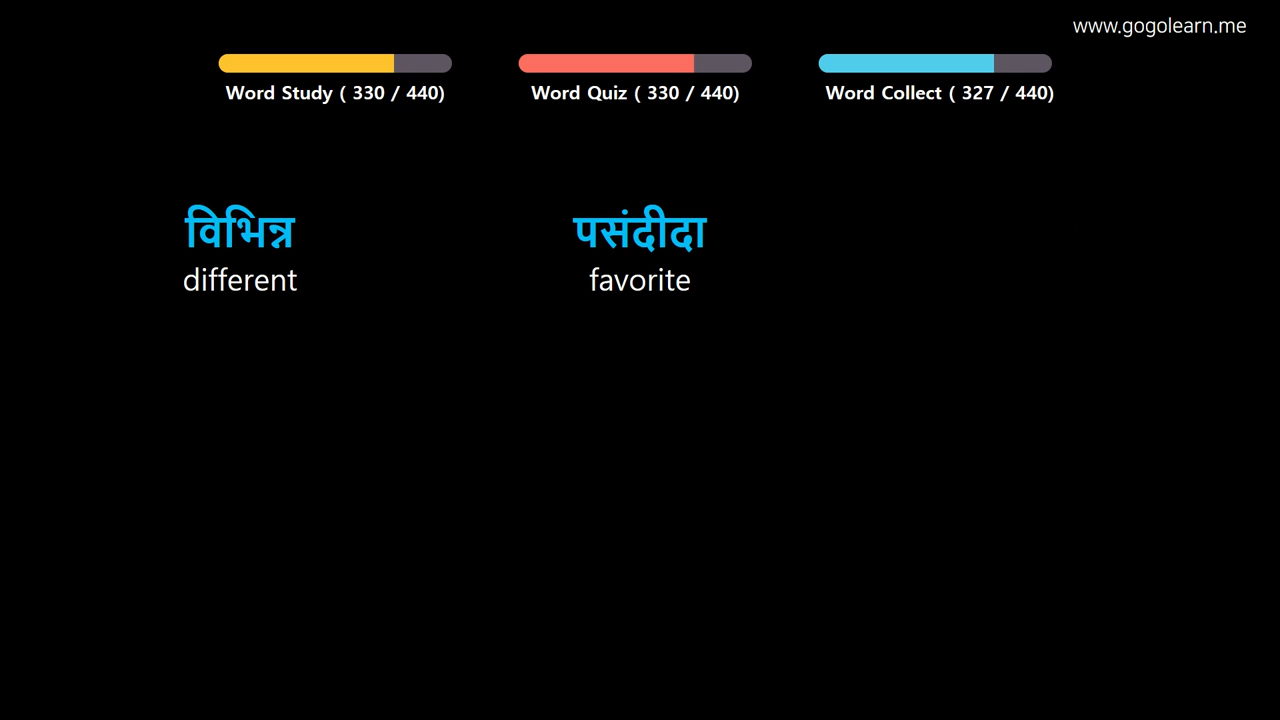 www.gogolearn.me
Word Study ( 330 / 440)
Word Quiz ( 330 / 440)
Word Collect ( 327 / 440)
विभिन्न
different
पसंदीदा
favorite